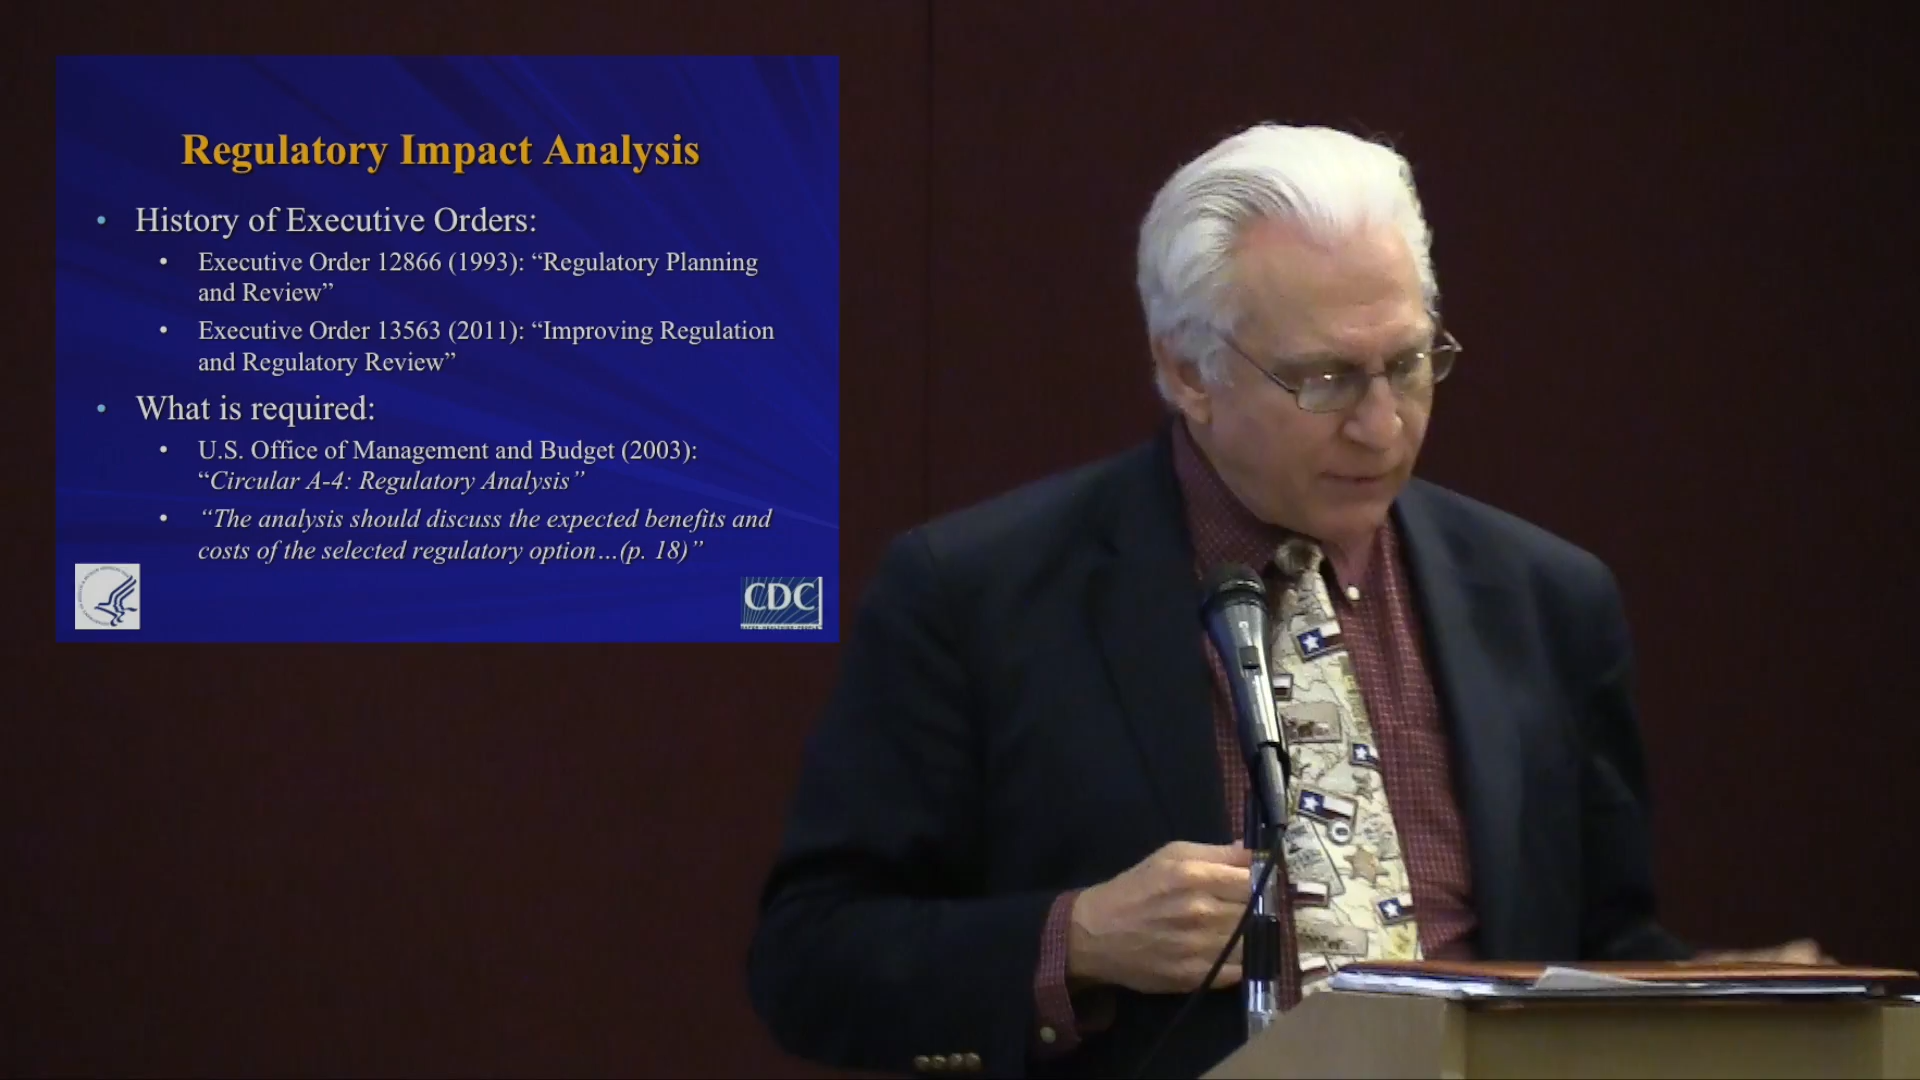 Regulatory Impact Analysis
• History of Executive Orders:
• Executive Order 12866 (1993): “Regulatory Planning
and Review”
• Executive Order 13563 (2011): “Improving Regulation
and Regulatory Review”
• What is required:
• U.S. Office of Management and Budget (2003):
“Circular A-4: Regulatory Analysis”
• “The analysis should discuss the expected benefits and
costs of the selected regulatory option…(p. 18)”
CDC